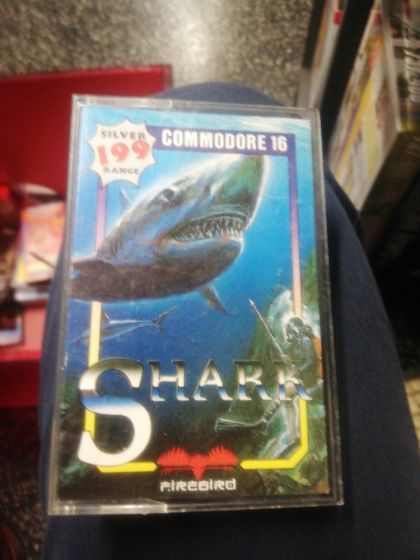 SILVER
199
RANGE
COMMODORE 16
SHARK
FIREBIRD